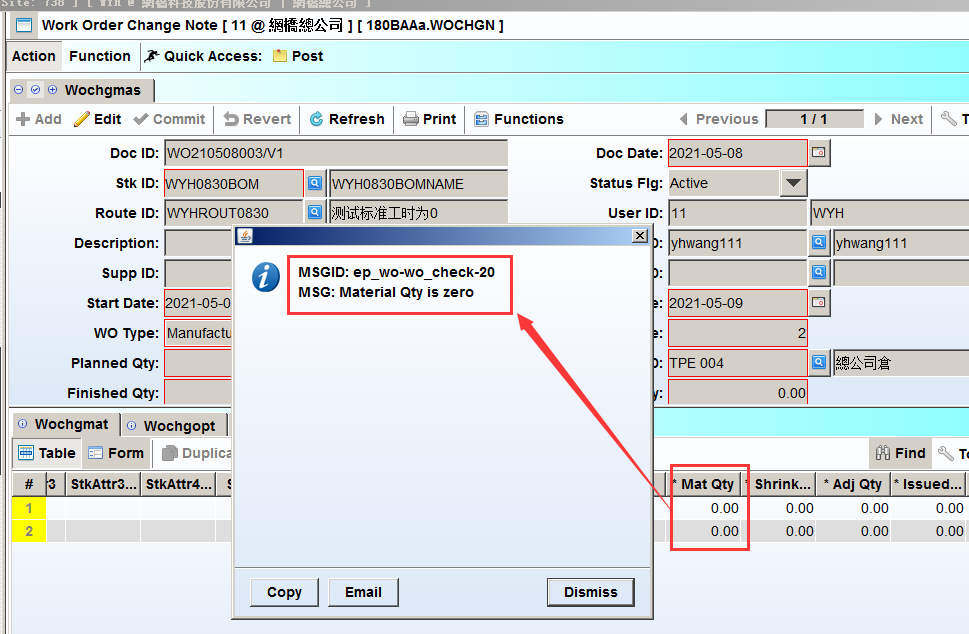 Site: 738 ] [ WYH @ 網橋科技股份有限公司 [ 網橋總公司 ]
Work Order Change Note [ 11 @ 網橋總公司 ] [ 180BAAa.WOCHGN ]
Action Function Quick Access: Post
Wochgmas
Add Edit Commit Revert Refresh Print Functions Previous 1 / 1 Next
Doc ID: WO210508003/V1 Doc Date: 2021-05-08
Stk ID: WYH0830BOM WYH0830BOMNAME Status Flg: Active
Route ID: WYHROUT0830 测试标准工时为0 User ID: 11 WYH
Description: yhwang111 yhwang111
Supp ID:
Start Date: 2021-05-0 2021-05-09
WO Type: Manufactu 2
Planned Qty: TPE 004 總公司倉
Finished Qty: 0.00
MSGID: ep_wo-wo_check-20
MSG: Material Qty is zero
Copy Email Dismiss
Wochgmat Wochgopt
Table Form Duplica Find To
# 3 StkAttr3... StkAttr4... S * Mat Qty * Shrink... * Adj Qty * Issued...
1 0.00 0.00 0.00 0.00
2 0.00 0.00 0.00 0.00